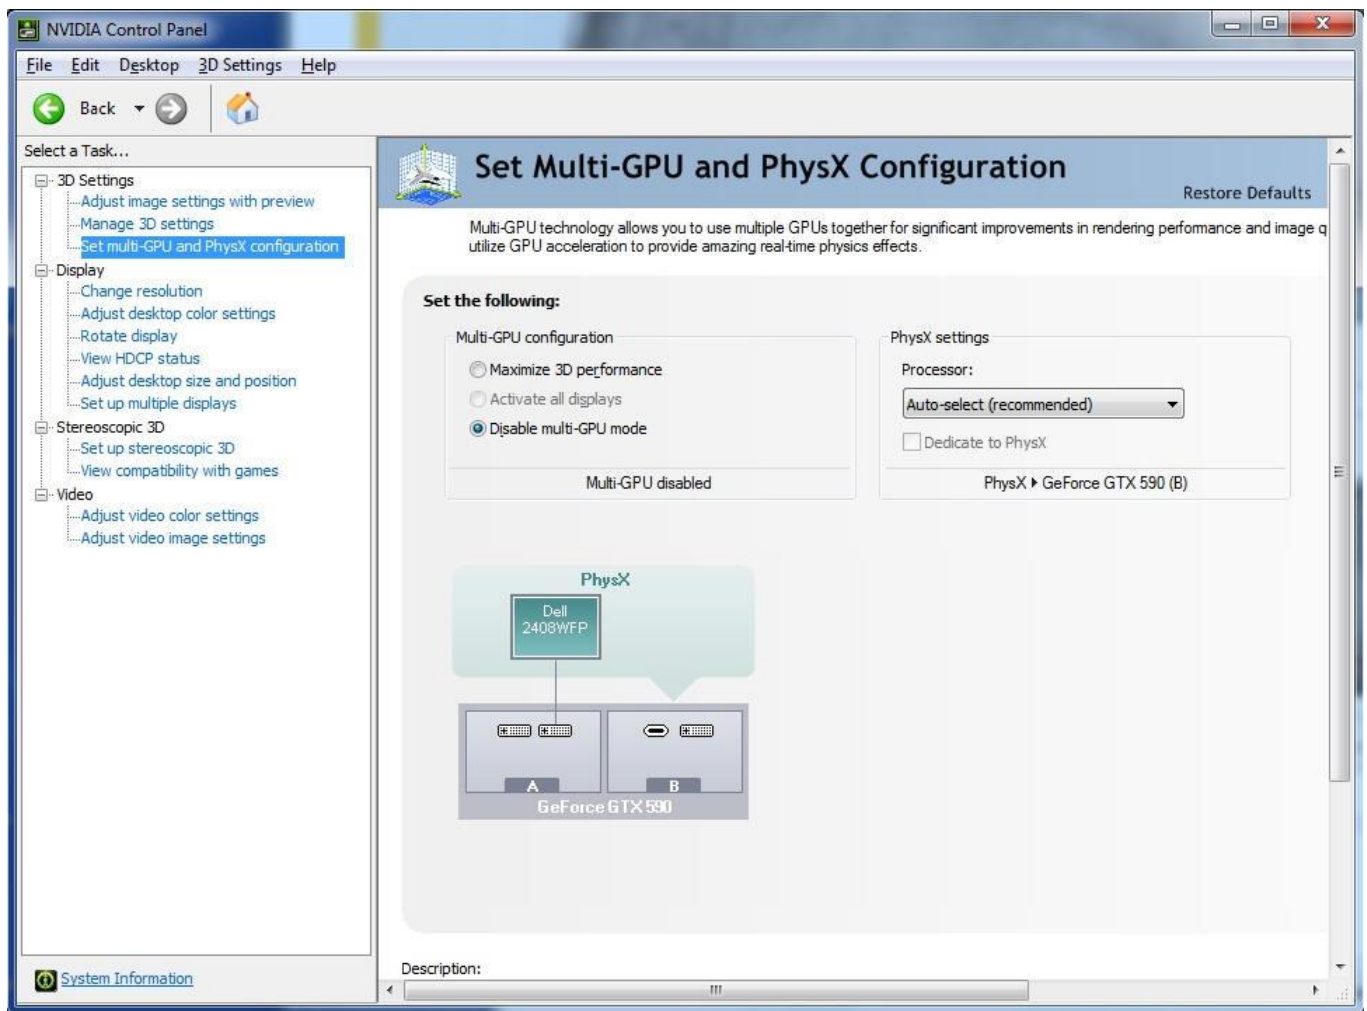 NVIDIA Control Panel
File Edit Desktop 3D Settings Help
Back
Select a Task...
3D Settings
Adjust image settings with preview
Manage 3D settings
Set multi-GPU and PhysX configuration
Display
Change resolution
Adjust desktop color settings
Rotate display
View HDCP status
Adjust desktop size and position
Set up multiple displays
Stereoscopic 3D
Set up stereoscopic 3D
View compatibility with games
Video
Adjust video color settings
Adjust video image settings
System Information
Set Multi-GPU and PhysX Configuration
Restore Defaults
Multi-GPU technology allows you to use multiple GPUs together for significant improvements in rendering performance and image q
utilize GPU acceleration to provide amazing real-time physics effects.
Set the following:
Multi-GPU configuration
Maximize 3D performance
Activate all displays
Disable multi-GPU mode
Multi-GPU disabled
PhysX settings
Processor:
Auto-select (recommended)
Dedicate to PhysX
PhysX GeForce GTX 590 (B)
PhysX
Dell
2408WFP
A B
GeForce GTX 590
Description: